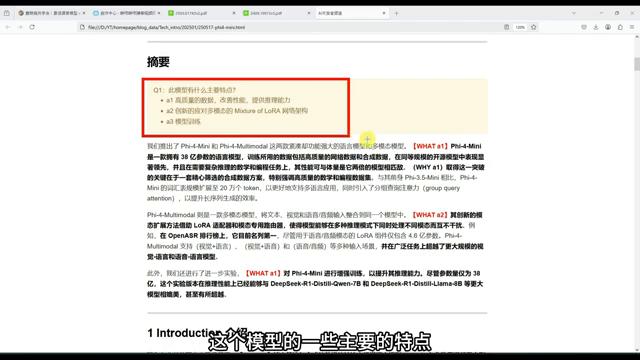 摘要
Q1：此模型有什么主要特点?
a1 高质量的数据，改善性能，提供推理能力
a2 创新的应对多模态的 Mixture of LoRA 网络架构
a3 模型训练
我们推出了 Phi-4-Mini 和 Phi-4-Multimodal 这两款紧凑却功能强大的语言模型和多模态模型。【WHAT a1】Phi-4-Mini
是一款拥有 38 亿参数的语言模型，训练所用的数据包括高质量的网络数据和合成数据，在同等规模的开源模型中表现显
著领先，并且在需要复杂推理的数学和编程任务上，其性能可与体量是它两倍的模型相匹敌。（WHY a1）取得这一突破
的关键在于一套精心筛选的合成数据方案，特别强调高质量的数学和编程数据集。与其前身 Phi-3.5-Mini 相比，Phi-4-
Mini 的词汇表规模扩展至 20 万个 token，以更好地支持多语言应用，同时引入了分组查询注意力（group query
attention），以提升长序列生成的效率。
Phi-4-Multimodal 则是一款多模态模型，将文本、视觉和语音/音频输入整合到同一个模型中。【WHAT a2】其创新的模
态扩展方法借助 LoRA 适配器和模态专用路由器，使得模型能够在多种推理模式下同时处理不同模态而互不干扰。例
如，在 OpenASR 排行榜上，它目前名列第一，尽管用于语音/音频模态的 LoRA 组件仅包含 4.6 亿参数。Phi-4-
Multimodal 支持（视觉+语言）、（视觉+语音）和（语音/音频）等多种输入场景，并在广泛任务上超越了更大规模的视
觉-语言和语音-语言模型。
此外，我们还进行了进一步实验，【WHAT a1】对 Phi-4-Mini 进行增强训练，以提升其推理能力。尽管参数量仅为 38
亿，这个实验版本在推理性能上已经能够与 DeepSeek-R1-Distill-Qwen-7B 和 DeepSeek-R1-Distill-Llama-8B 等更大
模型相媲美，甚至有所超越。
1 Introduction 介绍
这个模型的一些主要的特点